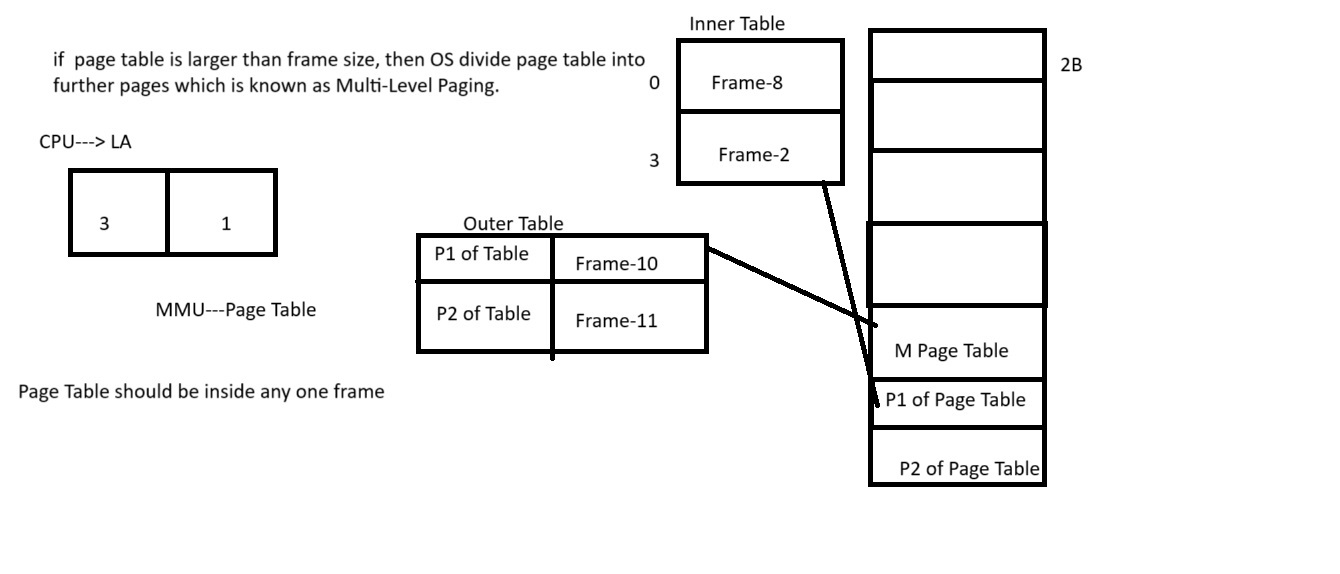 Inner Table
if page table is larger than frame size, then OS divide page table into
further pages which is known as Multi-Level Paging.
2B
0
Frame-8
CPU---> LA
3
Frame-2
3
1
Outer Table
P1 of Table
Frame-10
P2 of Table
Frame-11
MMU---Page Table
M Page Table
Page Table should be inside any one frame
P1 of Page Table
P2 of Page Table